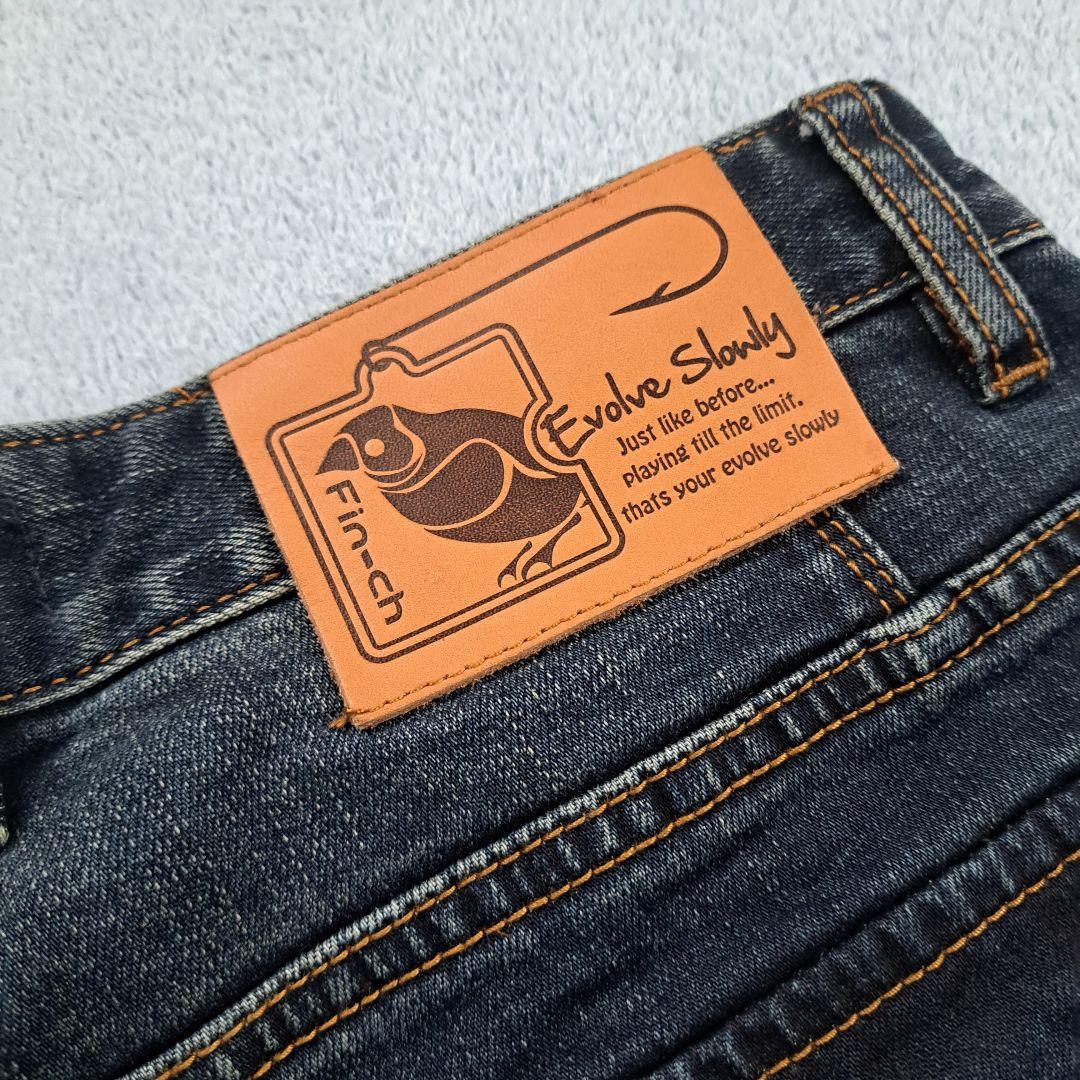 Fin-ch
Evolve Slowly
Just like before...
playing till the limit.
thats your evolve slowly